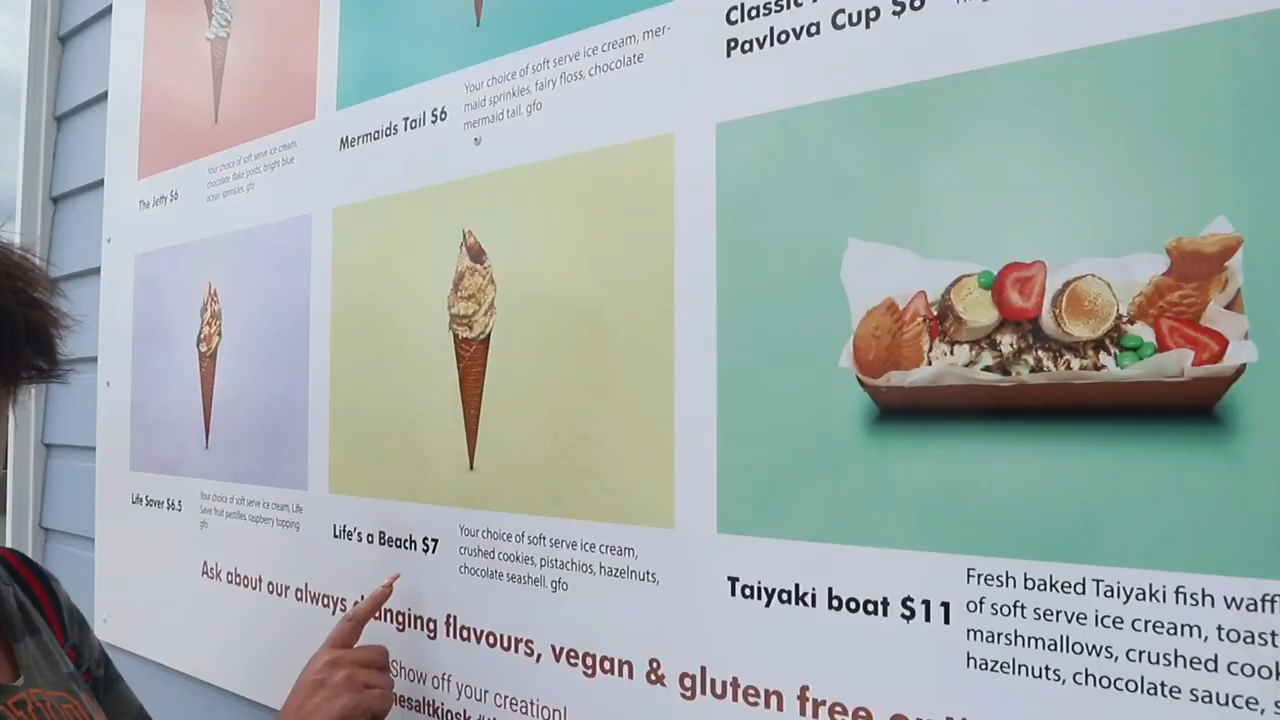 The Jetty $6
Your choice of soft serve ice cream,
chocolate flake posts, bright blue
ocean sprinkles. gfo
Mermaids Tail $6
Your choice of soft serve ice cream, mer-
maid sprinkles, fairy floss, chocolate
mermaid tail. gfo
Classic
Pavlova Cup $8
Life Saver $6.5
Your choice of soft serve ice cream, Life
Saver fruit pastilles, raspberry topping
gfo
Life's a Beach $7
Your choice of soft serve ice cream,
crushed cookies, pistachios, hazelnuts,
chocolate seashell. gfo
Taiyaki boat $11
Fresh baked Taiyaki fish waff
of soft serve ice cream, toast
marshmallows, crushed cook
hazelnuts, chocolate sauce, s
Ask about our always changing flavours, vegan & gluten free
Show off your creation!
hesaltkiosk